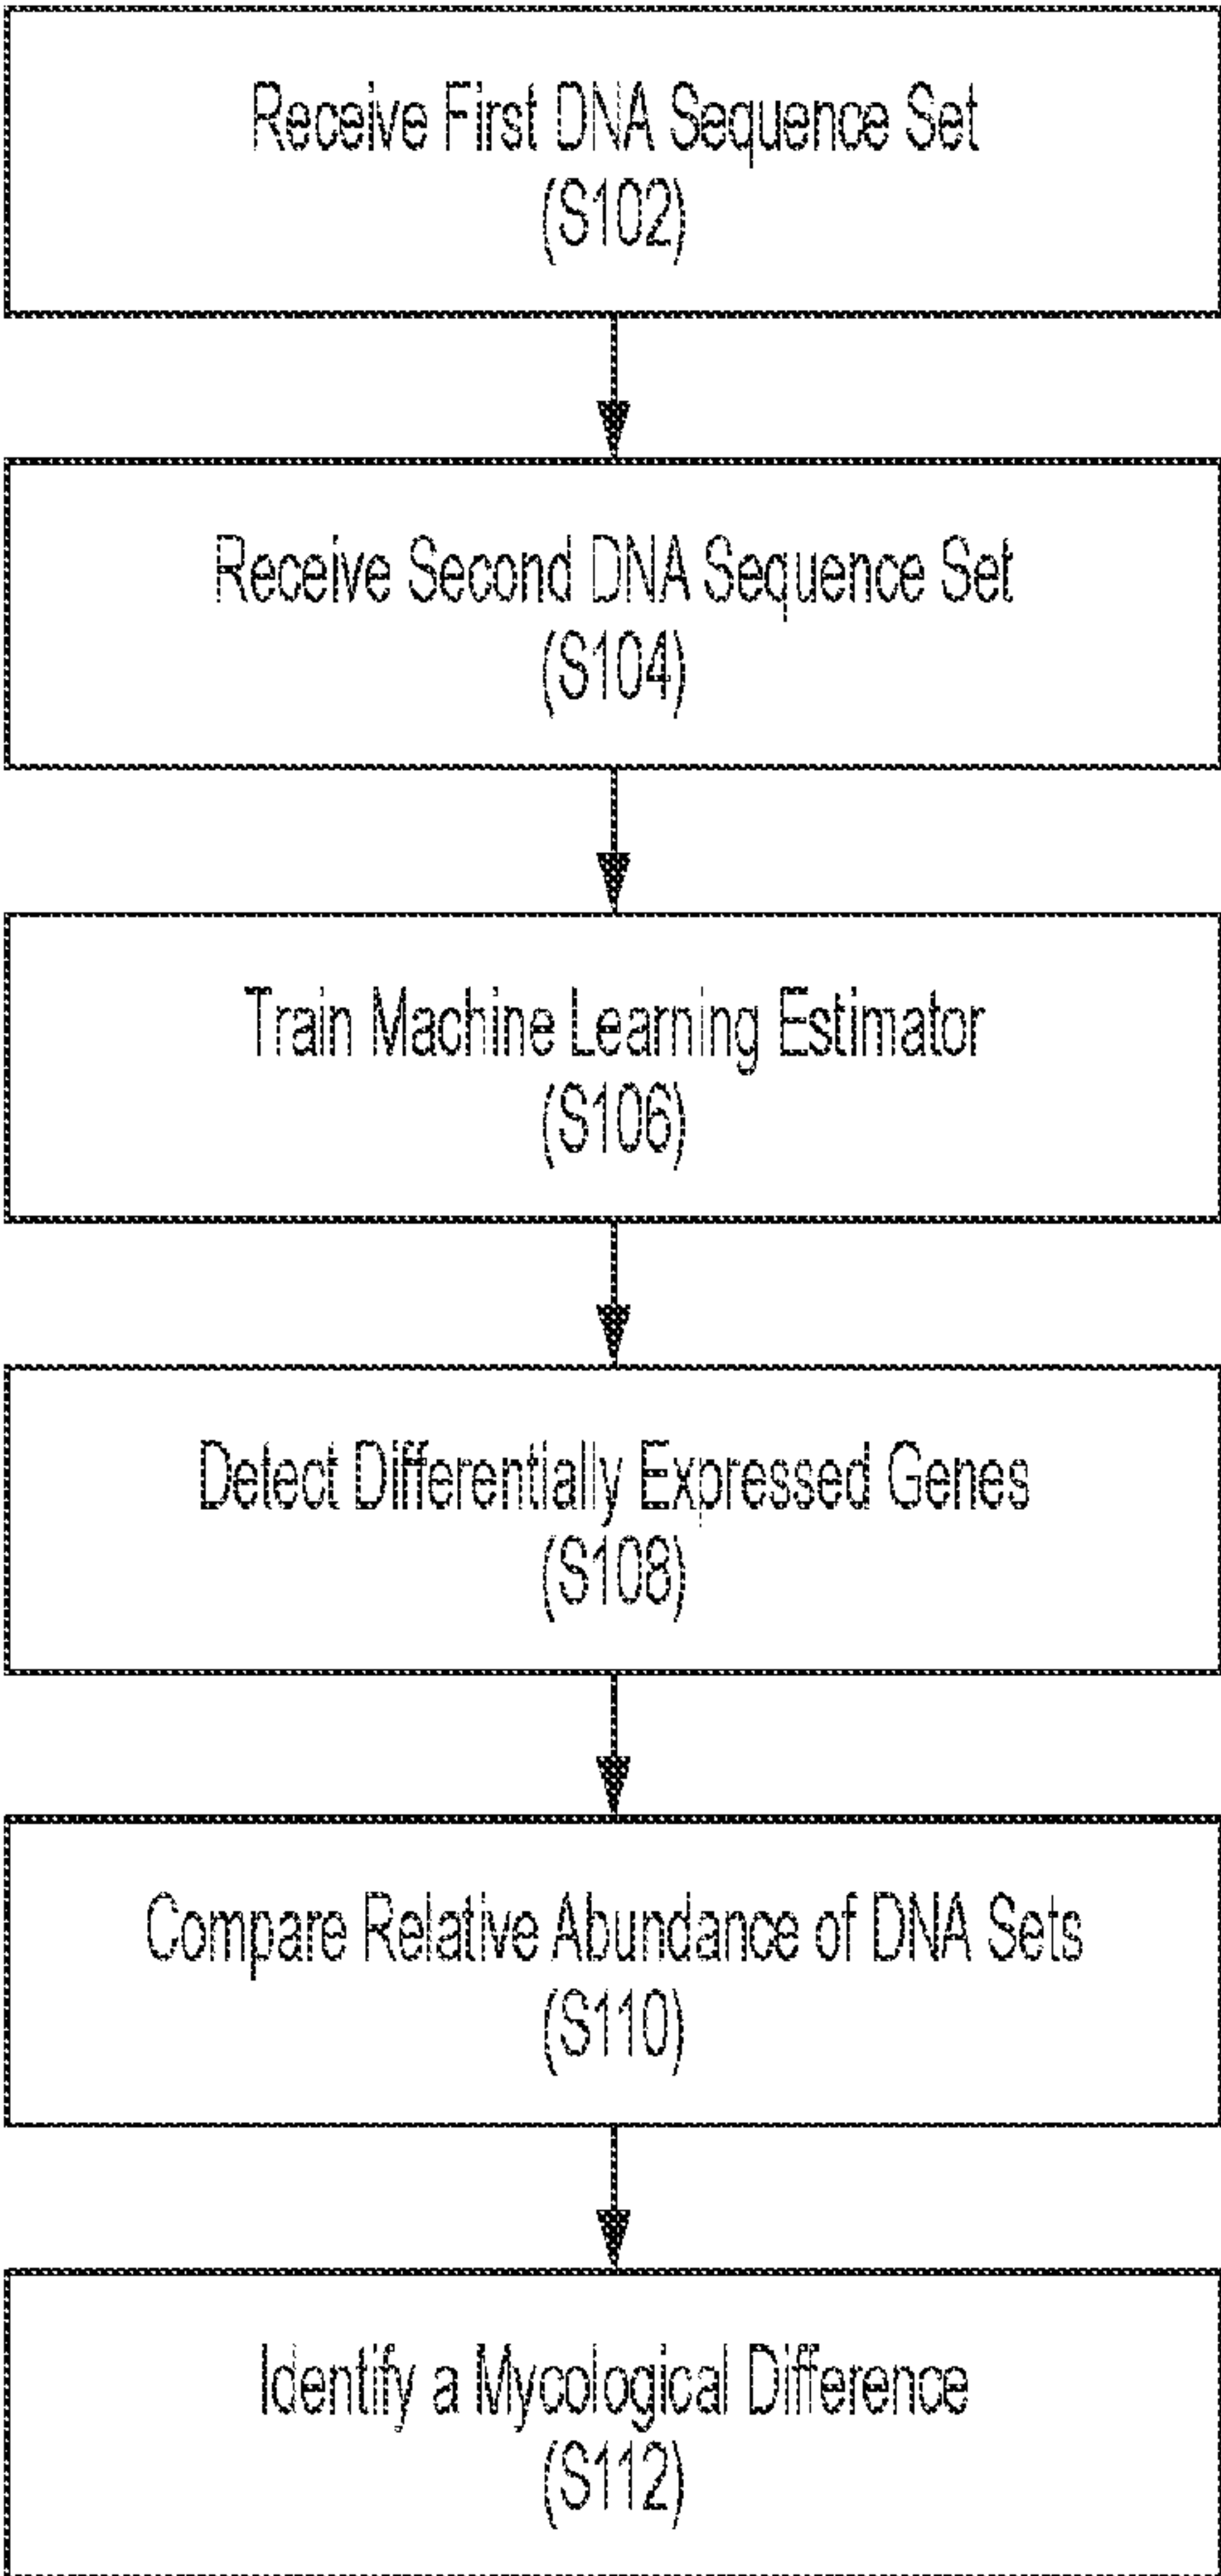 Receive First DNA Sequence Set
(S102)
Receive Second DNA Sequence Set
(S104)
Train Machine Learning Estimator
(S106)
Detect Differentially Expressed Genes
(S108)
Compare Relative Abundance of DNA Sets
(S110)
Identify a Mycological Difference
(S112)